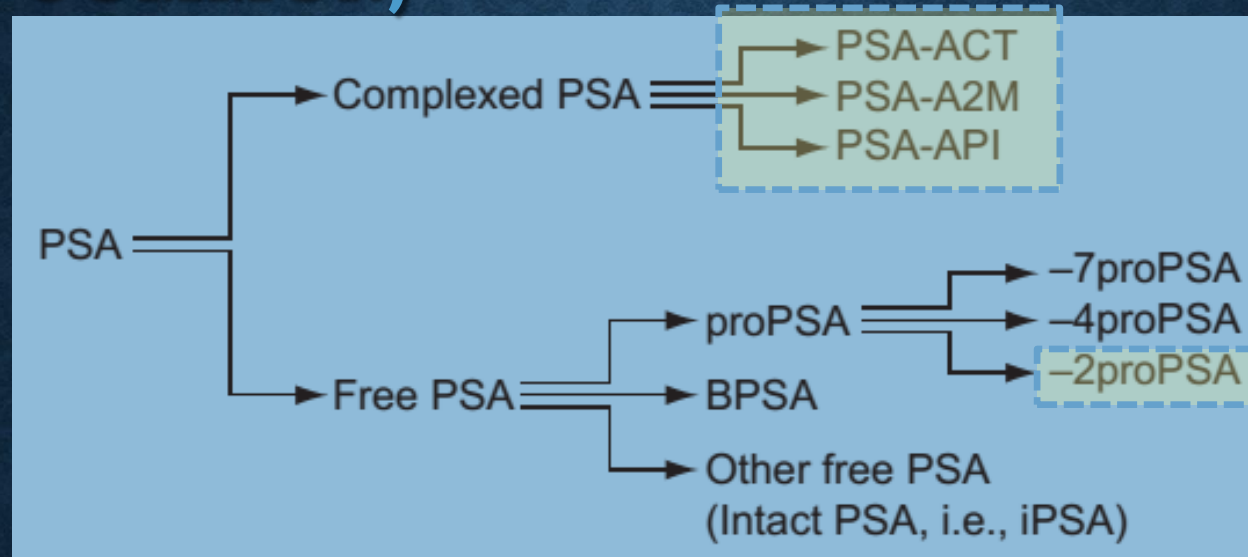 PSA
Complexed PSA
PSA-ACT
PSA-A2M
PSA-API
Free PSA
proPSA
–7proPSA
–4proPSA
–2proPSA
BPSA
Other free PSA
(Intact PSA, i.e., iPSA)